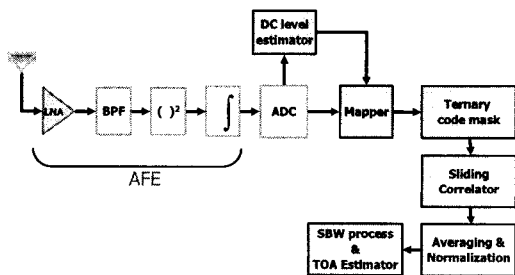 DC level
estimator
LNA
BPF
( )²
∫
ADC
Mapper
Ternary
code mask
AFE
Sliding
Correlator
SBW process
&
TOA Estimator
Averaging &
Normalization